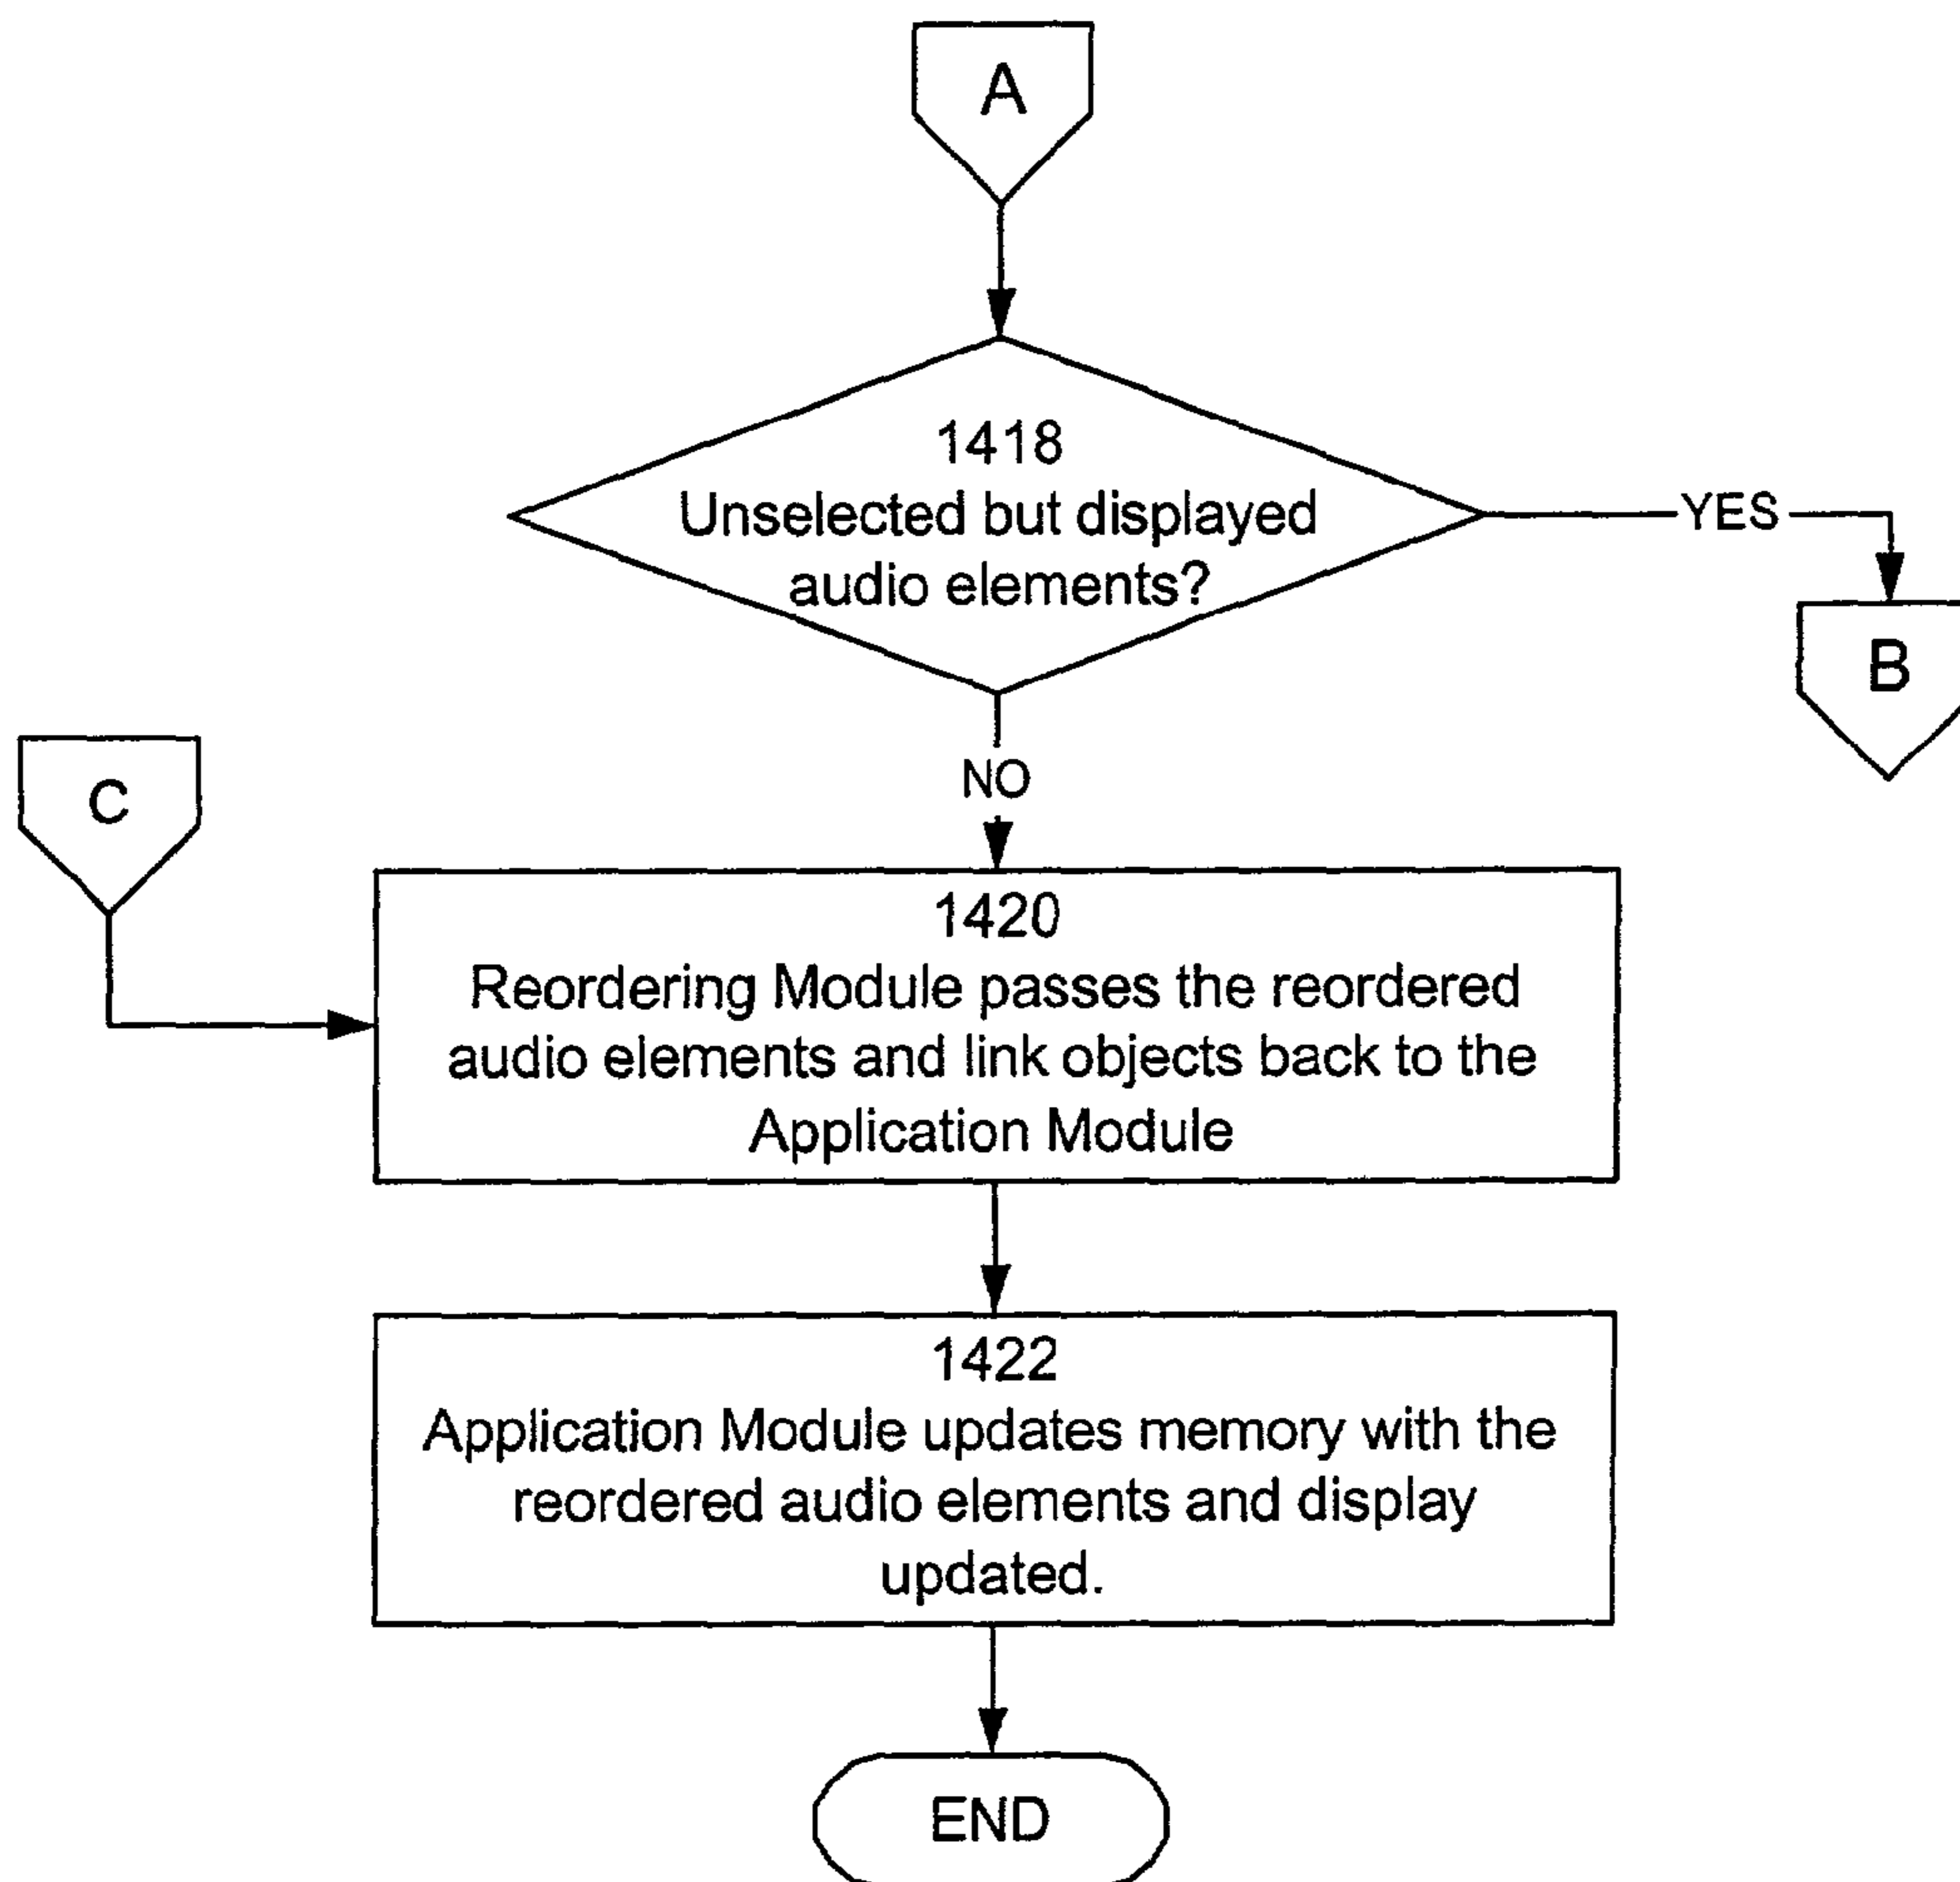 A
1418
Unselected but displayed
audio elements?
YES
B
NO
C
1420
Reordering Module passes the reordered
audio elements and link objects back to the
Application Module
1422
Application Module updates memory with the
reordered audio elements and display
updated.
END